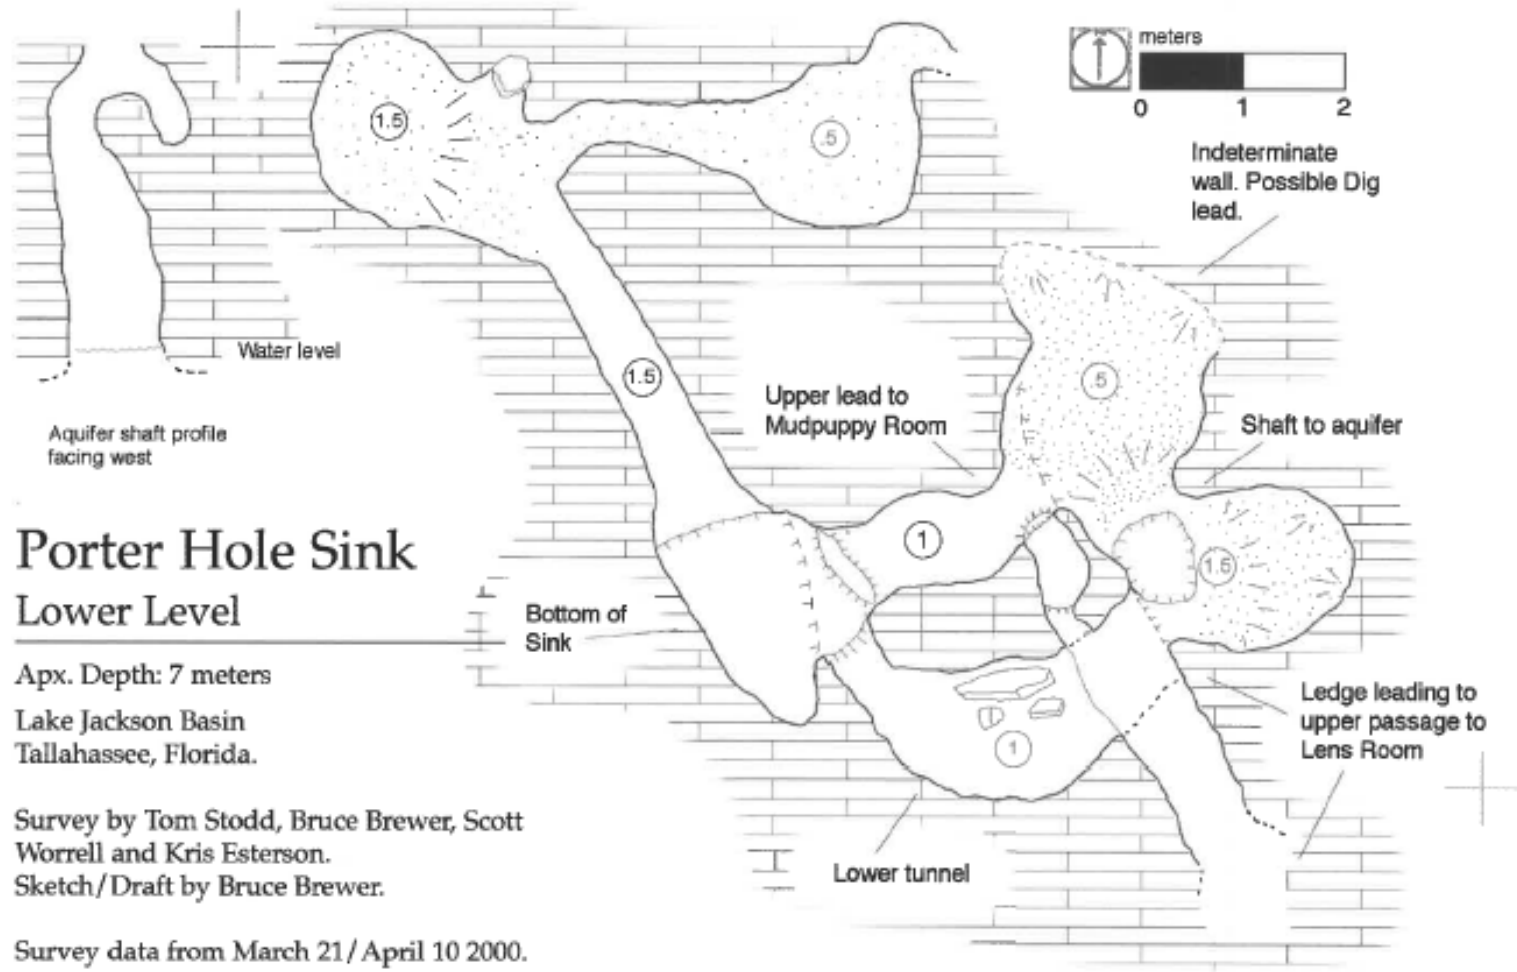 meters
0 1 2
1.5
.5
Indeterminate
wall. Possible Dig
lead.
Water level
1.5
Upper lead to
Mudpuppy Room
.5
Shaft to aquifer
Aquifer shaft profile
facing west
Porter Hole Sink
Lower Level
1
1.5
Bottom of
Sink
Apx. Depth: 7 meters
Lake Jackson Basin
Tallahassee, Florida.
1
Ledge leading to
upper passage to
Lens Room
Survey by Tom Stodd, Bruce Brewer, Scott
Worrell and Kris Esterson.
Sketch/Draft by Bruce Brewer.
Lower tunnel
Survey data from March 21/April 10 2000.